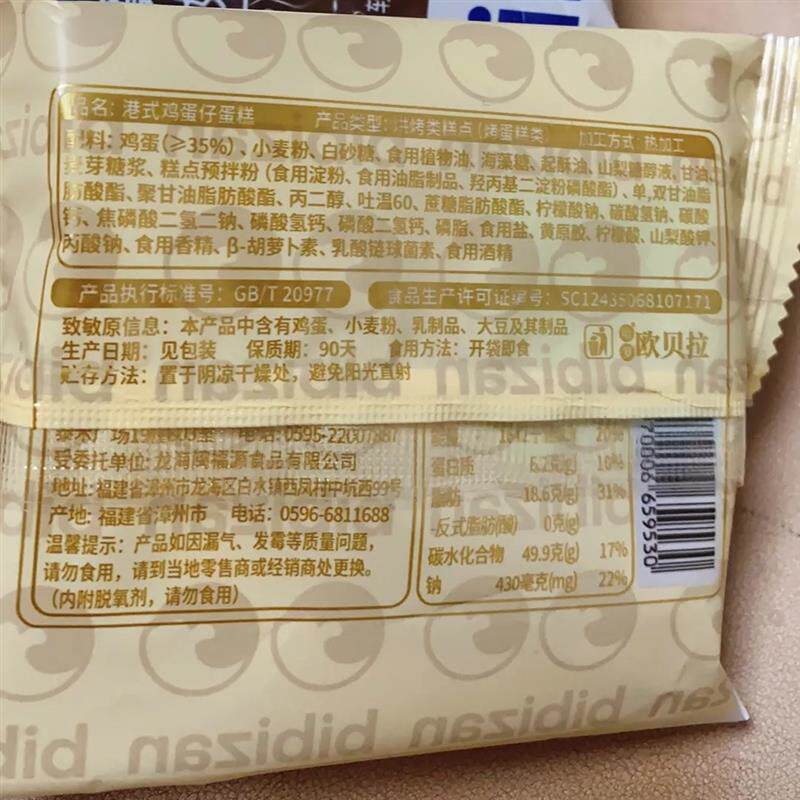 品名: 港式鸡蛋仔蛋糕 产品类型: 烘烤类糕点(烤蛋糕类) 加工方式: 热加工
配料: 鸡蛋(≥35%)、小麦粉、白砂糖、食用植物油、海藻糖、起酥油、山梨糖醇液、甘油、
麦芽糖浆、糕点预拌粉(食用淀粉、食用油脂制品、羟丙基二淀粉磷酸酯)、单,双甘油脂
肪酸酯、聚甘油脂肪酸酯、丙二醇、吐温60、蔗糖脂肪酸酯、柠檬酸钠、碳酸氢钠、碳酸
钙、焦磷酸二氢二钠、磷酸氢钙、磷酸二氢钙、磷脂、食用盐、黄原胶、柠檬酸、山梨酸钾、
丙酸钠、食用香精、β-胡萝卜素、乳酸链球菌素、食用酒精
产品执行标准号: GB/T 20977 食品生产许可证编号: SC12435068107171
致敏原信息: 本产品中含有鸡蛋、小麦粉、乳制品、大豆及其制品
生产日期: 见包装 保质期: 90天 食用方法: 开袋即食
贮存方法: 置于阴凉干燥处, 避免阳光直射
欧贝拉
电话: 0595-22007887
受委托单位: 龙海闽福源食品有限公司
地址: 福建省漳州市龙海区白水镇西凤村中坑西99号
产地: 福建省漳州市 电话: 0596-6811688
温馨提示: 产品如因漏气、发霉等质量问题,
请勿食用, 请到当地零售商或经销商处更换。
(内附脱氧剂, 请勿食用)
能量 20%
蛋白质 6.2克(g) 10%
脂肪 18.6克(g) 31%
-反式脂肪(酸) 0克(g)
碳水化合物 49.9克(g) 17%
钠 430毫克(mg) 22%
70006 659530
bibizan